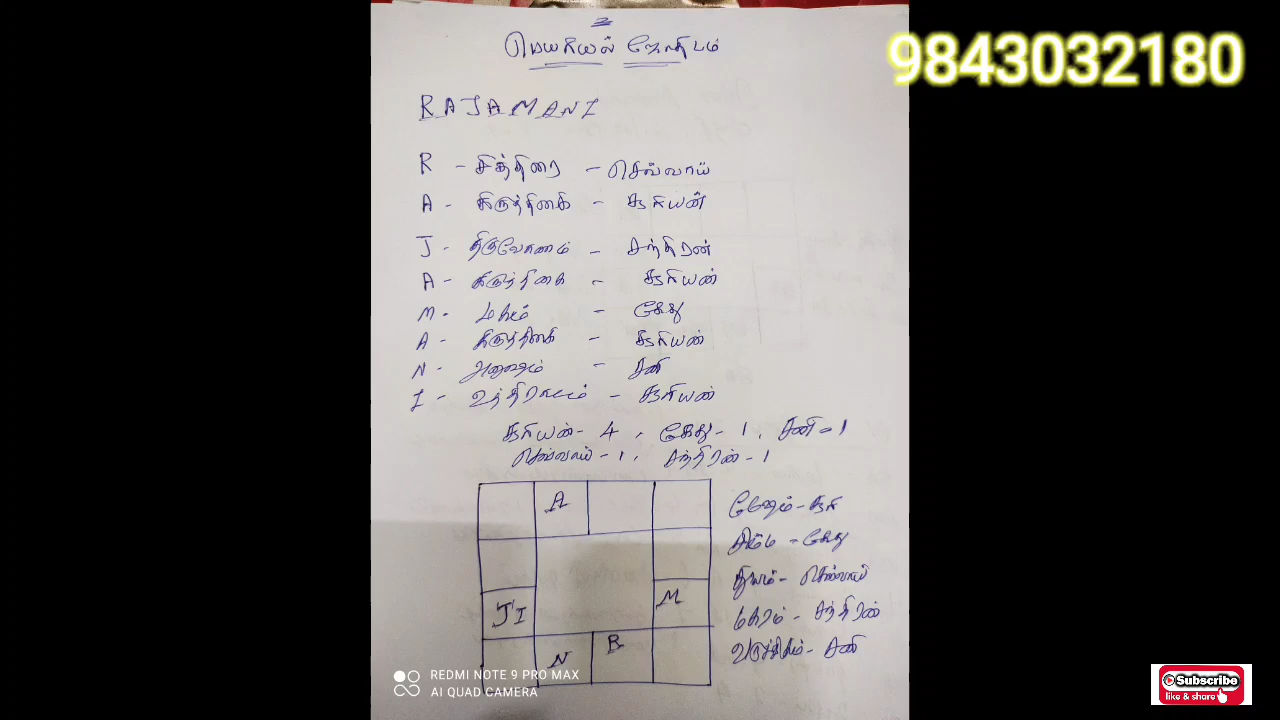 2
பெயரியல் ஜோதிடம்
9843032180
RAJAMANI
R - சித்திரை - செவ்வாய்
A - கிருத்திகை - சூரியன்
J - திருவோணம் - சந்திரன்
A - கிருத்திகை - சூரியன்
M - மகம் - கேது
A - கிருத்திகை - சூரியன்
N - அனுஷம் - சனி
I - உத்திராடம் - சூரியன்
சூரியன் - 4, கேது - 1, சனி - 1
செவ்வாய் - 1, சந்திரன் - 1
A
மேஷம் - சூரி
சிம்ம - கேது
துலாம் - செவ்வாய்
M
JI
மகரம் - சந்திரன்
R
விருச்சிகம் - சனி
N
REDMI NOTE 9 PRO MAX
AI QUAD CAMERA
Subscribe
like & share